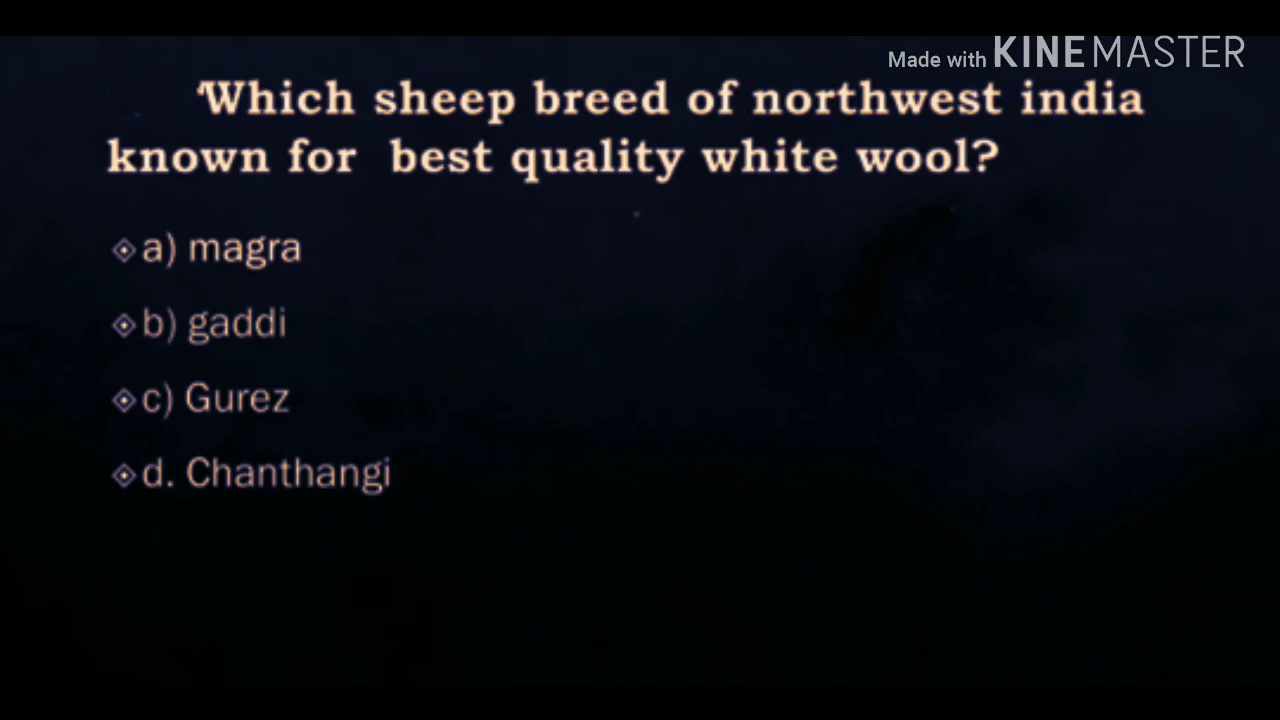 Made with KINEMASTER
Which sheep breed of northwest india
known for best quality white wool?
a) magra
b) gaddi
c) Gurez
d. Chanthangi